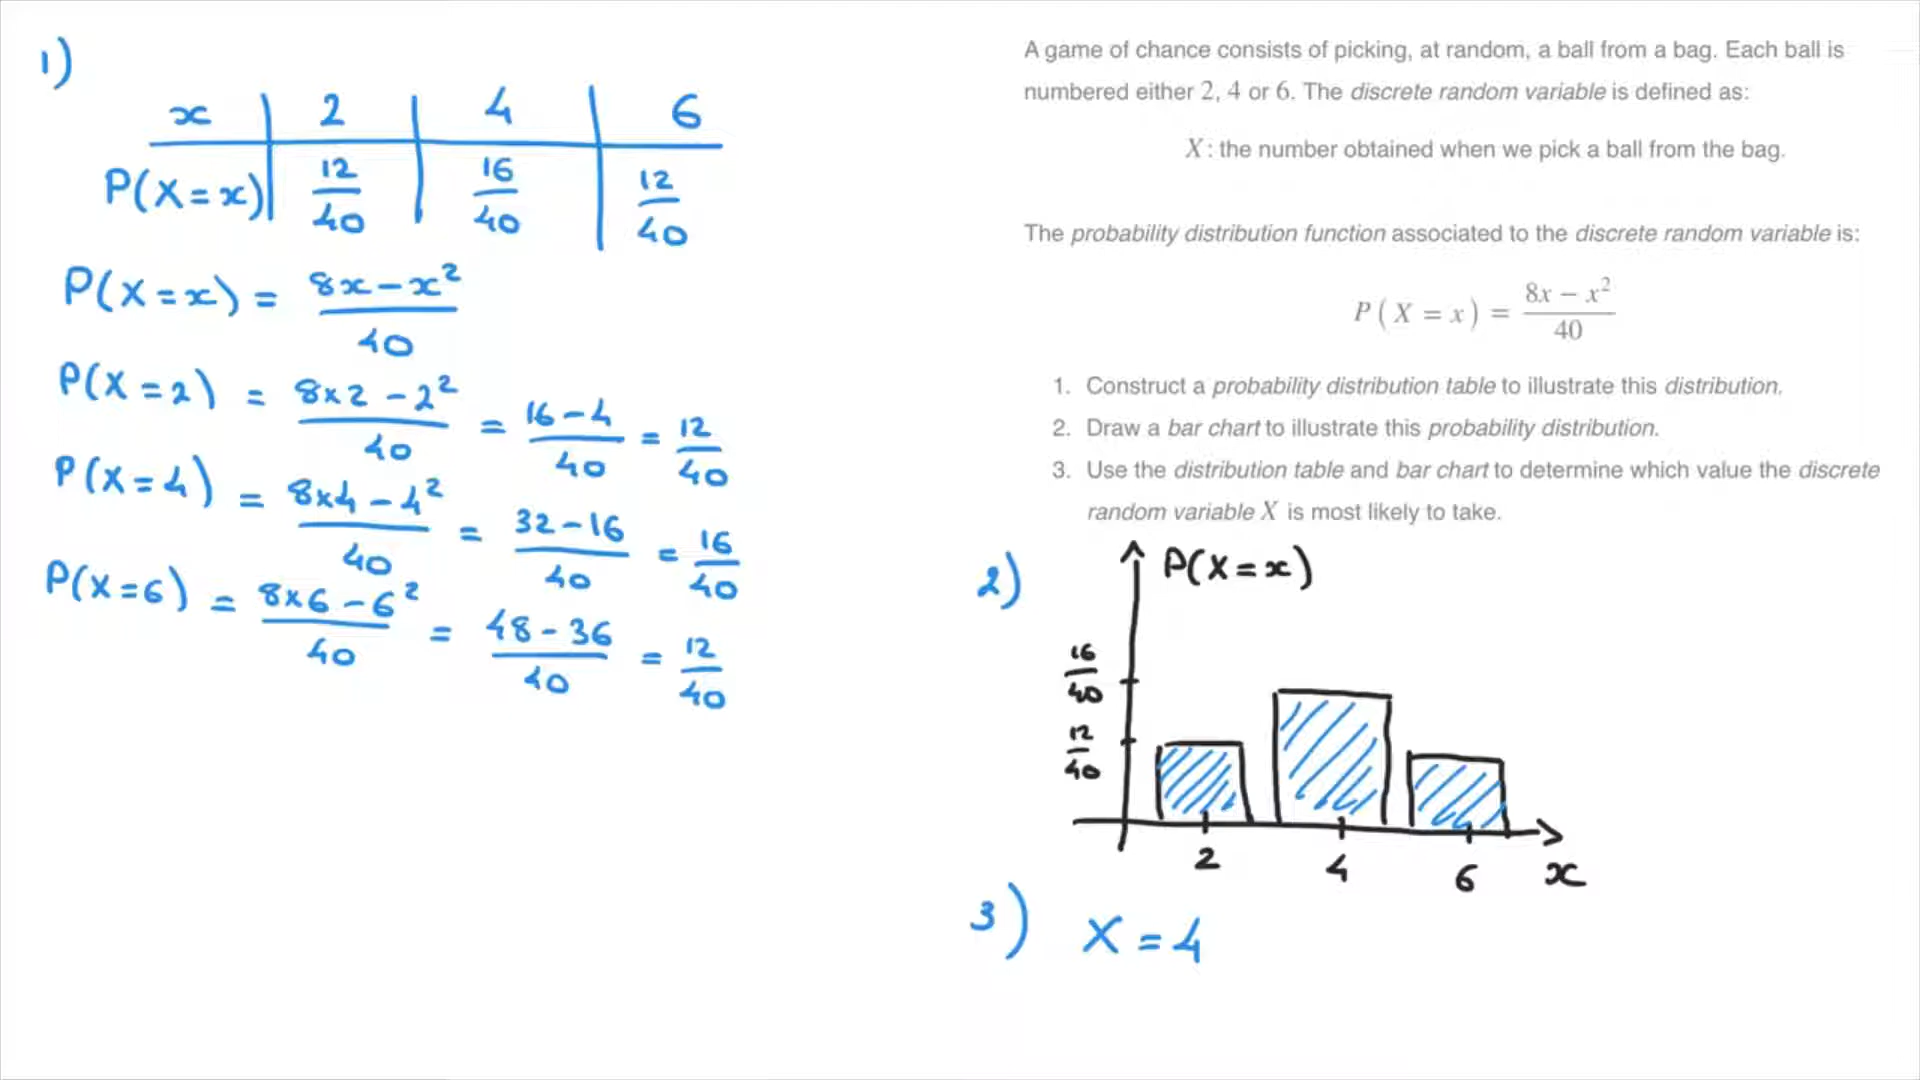 1)
x 2 4 6
P(X=x) 12/40 16/40 12/40
P(X=x) = 8x-x²/40
P(X=2) = 8x2-2²/40 = 16-4/40 = 12/40
P(X=4) = 8x4-4²/40 = 32-16/40 = 16/40
P(X=6) = 8x6-6²/40 = 48-36/40 = 12/40
A game of chance consists of picking, at random, a ball from a bag. Each ball is
numbered either 2, 4 or 6. The discrete random variable is defined as:
X: the number obtained when we pick a ball from the bag.
The probability distribution function associated to the discrete random variable is:
P(X = x) = 8x - x²/40
1. Construct a probability distribution table to illustrate this distribution.
2. Draw a bar chart to illustrate this probability distribution.
3. Use the distribution table and bar chart to determine which value the discrete
random variable X is most likely to take.
2)
P(X=x)
16/40
12/40
2 4 6 x
3) X=4